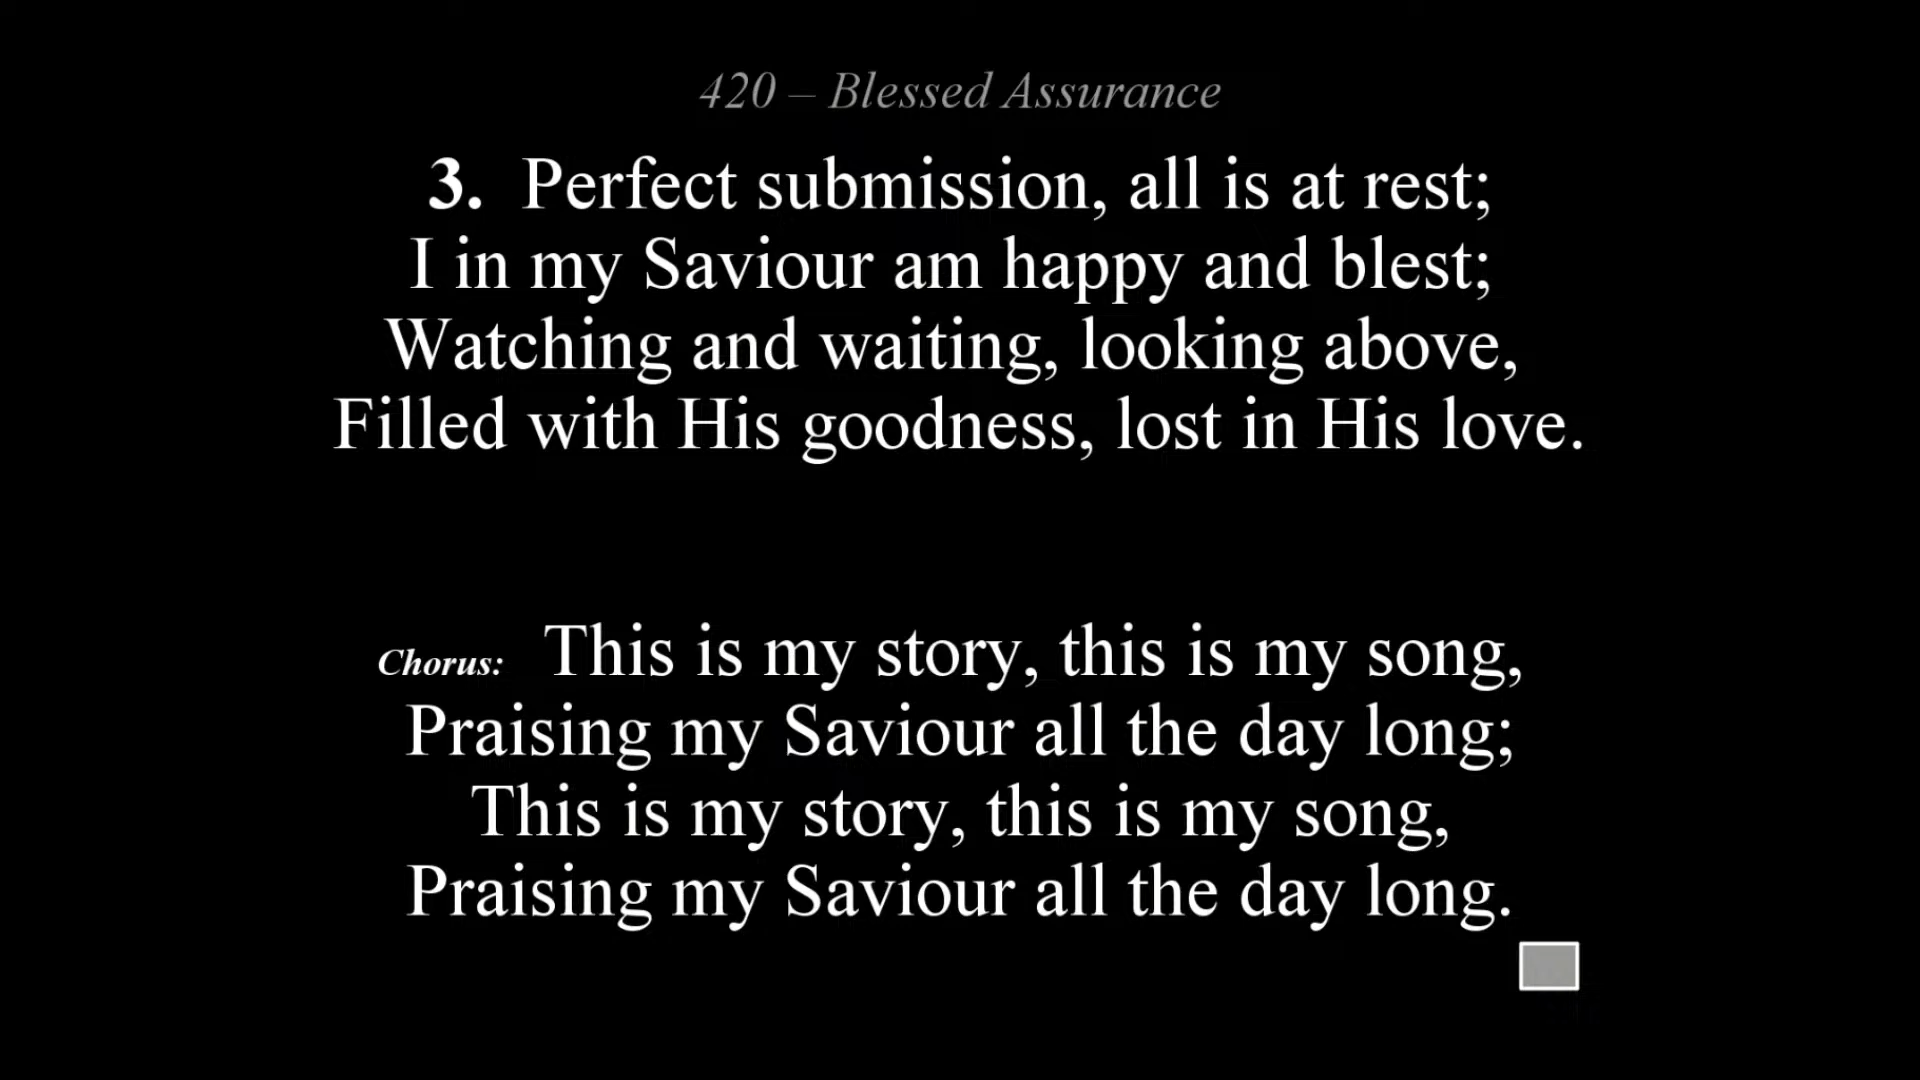 420 – Blessed Assurance
3. Perfect submission, all is at rest;
I in my Saviour am happy and blest;
Watching and waiting, looking above,
Filled with His goodness, lost in His love.
Chorus: This is my story, this is my song,
Praising my Saviour all the day long;
This is my story, this is my song,
Praising my Saviour all the day long.